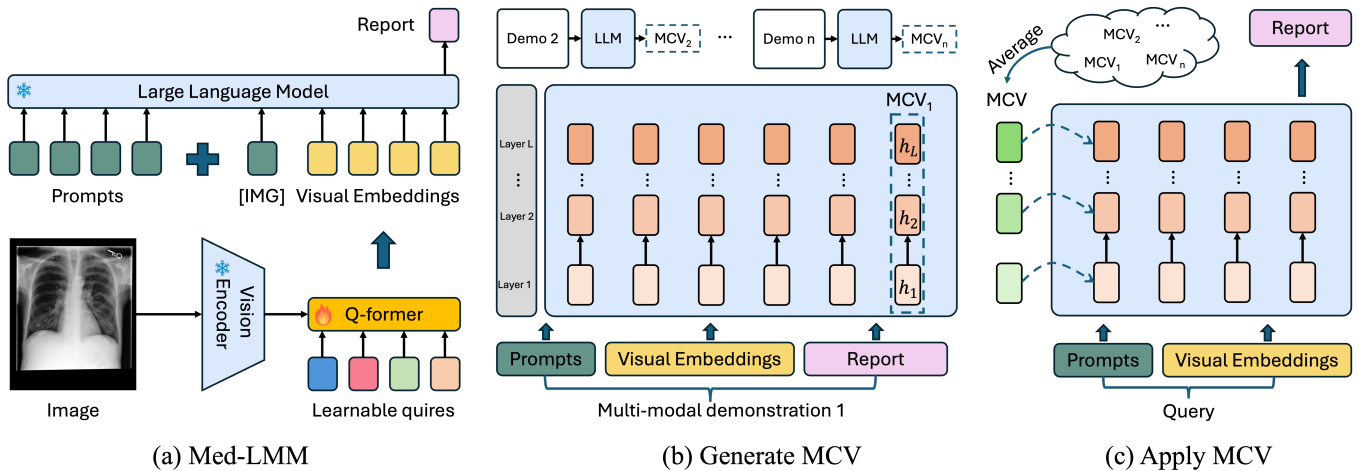 Report
Large Language Model
Prompts
[IMG]
Visual Embeddings
Vision
Encoder
Q-former
Image
Learnable quires
(a) Med-LMM
Demo 2
LLM
MCV2
...
Demo n
LLM
MCVn
MCV1
Layer L
hL
...
Layer 2
h2
Layer 1
h1
Prompts
Visual Embeddings
Report
Multi-modal demonstration 1
(b) Generate MCV
Average
MCV2
...
MCV1
MCVn
Report
MCV
...
Prompts
Visual Embeddings
Query
(c) Apply MCV